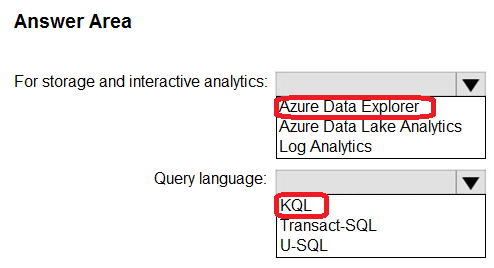 Answer Area
For storage and interactive analytics:
Azure Data Explorer
Azure Data Lake Analytics
Log Analytics
Query language:
KQL
Transact-SQL
U-SQL